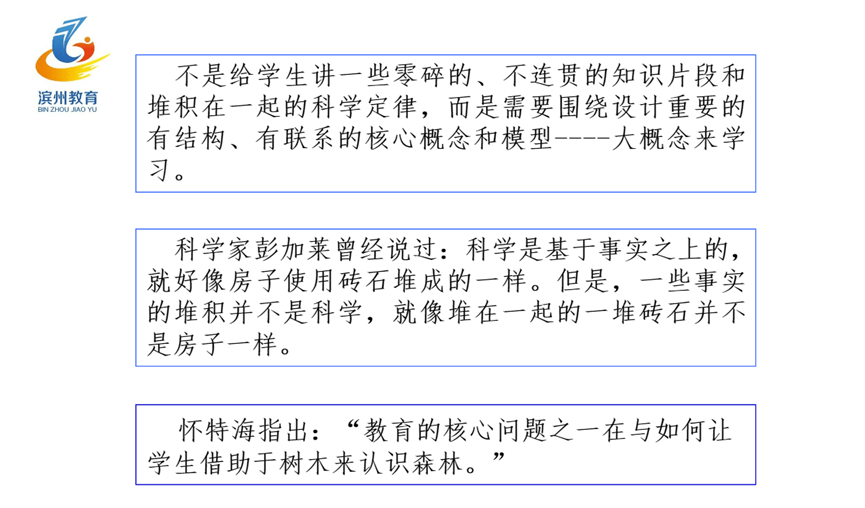 滨州教育
BIN ZHOU JIAO YU
不是给学生讲一些零碎的、不连贯的知识片段和
堆积在一起的科学定律，而是需要围绕设计重要的
有结构、有联系的核心概念和模型----大概念来学
习。
科学家彭加莱曾经说过：科学是基于事实之上的，
就好像房子使用砖石堆成的一样。但是，一些事实
的堆积并不是科学，就像堆在一起的一堆砖石并不
是房子一样。
怀特海指出：“教育的核心问题之一在与如何让
学生借助于树木来认识森林。”